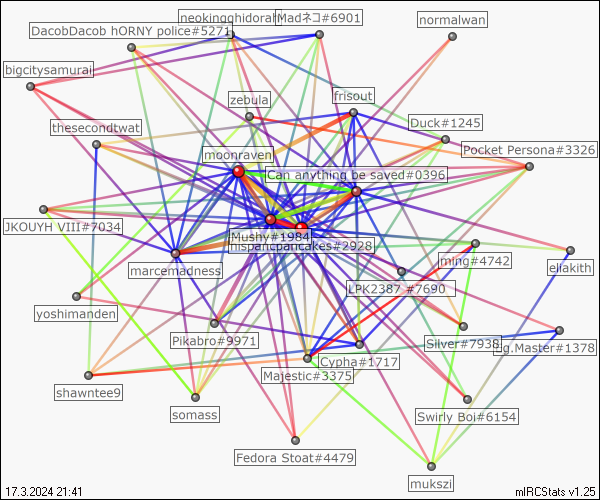 neokingghidorah
Madネコ#6901
normalwan
DacobDacob hORNY police#5271
bigcitysamurai
zebula
frisout
Duck#1245
thesecondtwat
moonraven
Pocket Persona#3326
Can anything be saved#0396
JKOUYH VIII#7034
Mushy#1984
hispanicpancakes#2928
ming#4742
eliakith
marcemadness
LPK2387 #7690
yoshimanden
Pikabro#9971
Silver#7938
.g.Master#1378
Cypha#1717
Majestic#3375
shawntee9
somass
Swirly Boi#6154
Fedora Stoat#4479
mukszi
17.3.2024 21:41
mIRCStats v1.25